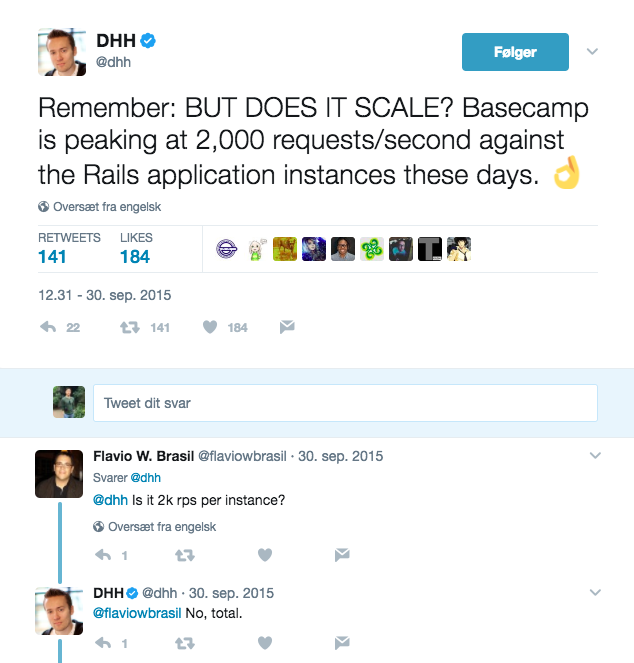 DHH
@dhh
Følger
Remember: BUT DOES IT SCALE? Basecamp
is peaking at 2,000 requests/second against
the Rails application instances these days. 👌
Oversæt fra engelsk
RETWEETS LIKES
141 184
12.31 - 30. sep. 2015
22 141 184
Tweet dit svar
Flavio W. Brasil @flaviowbrasil · 30. sep. 2015
Svarer @dhh
@dhh Is it 2k rps per instance?
Oversæt fra engelsk
1
DHH @dhh · 30. sep. 2015
@flaviowbrasil No, total.
1